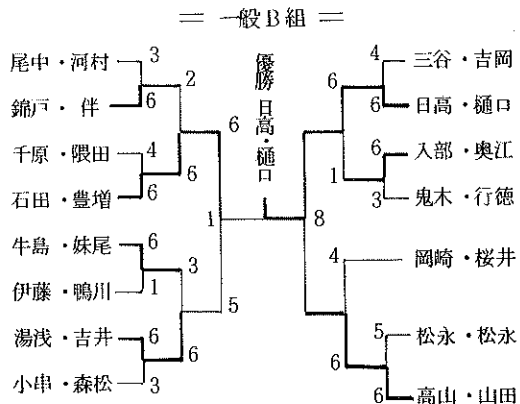 ＝ 一般B組 ＝
優勝 日高・樋口
尾中・河村 3
錦戸・伴 6
2
千原・隈田 4
石田・豊増 6
6
6
牛島・妹尾 6
伊藤・鴨川 1
3
湯浅・吉井 6
小串・森松 3
6
5
1
8
4 三谷・吉岡
6 日高・樋口
6
6 入部・奥江
3 鬼木・行徳
1
4 岡崎・桜井
5 松永・松永
6 高山・山田
6